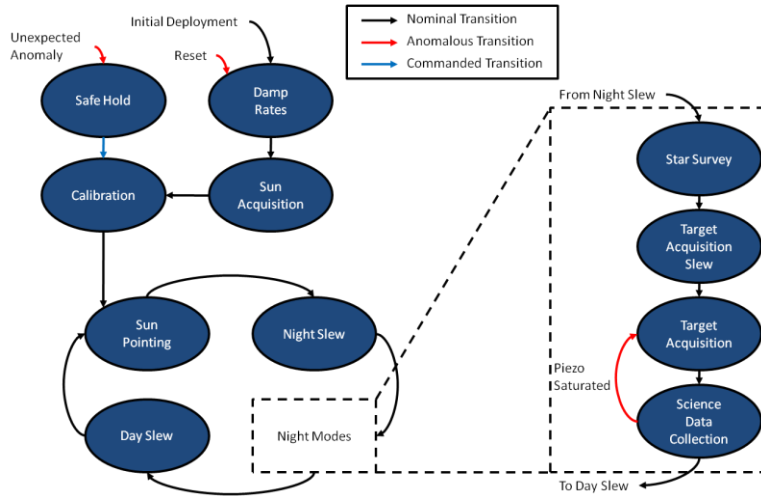 Initial Deployment
Unexpected
Anomaly
Reset
Nominal Transition
Anomalous Transition
Commanded Transition
Safe Hold
Damp
Rates
Calibration
Sun
Acquisition
Sun
Pointing
Night Slew
Day Slew
Night Modes
From Night Slew
Star Survey
Target
Acquisition
Slew
Target
Acquisition
Piezo
Saturated
Science
Data
Collection
To Day Slew